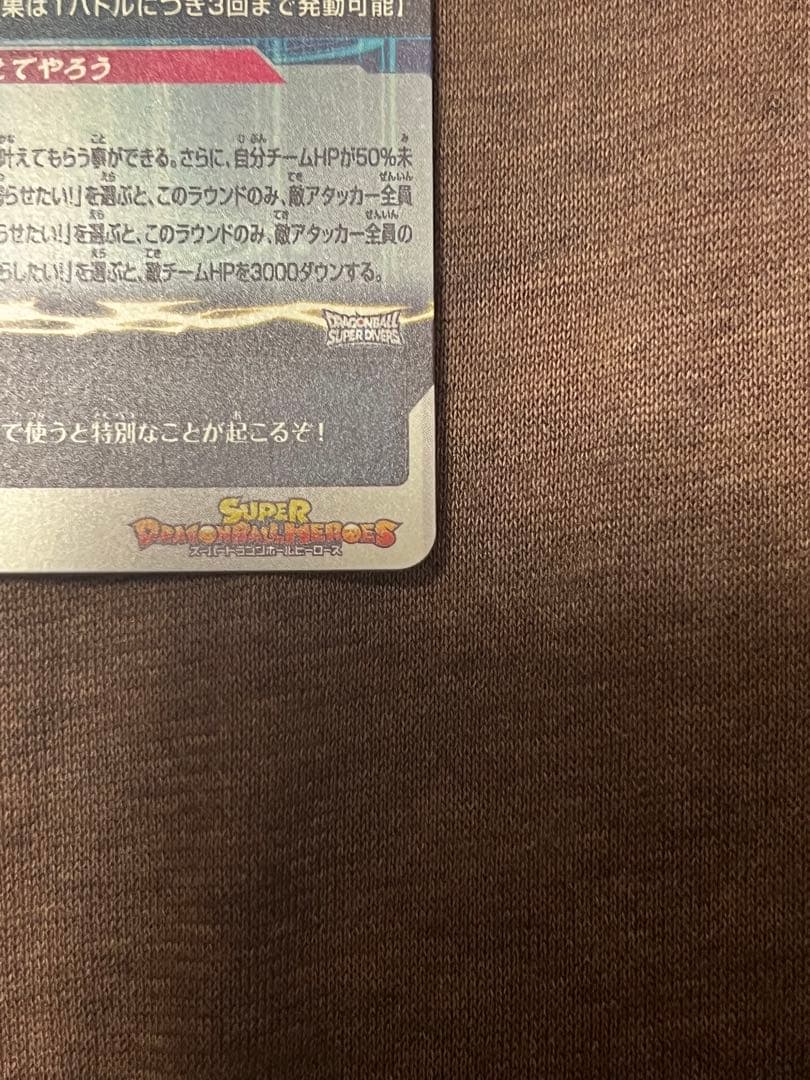 果は1バトルにつき3回まで発動可能】
でやろう
叶えてもらう事ができる。さらに、自分チームHPが50%未
らせたい!」を選ぶと、このラウンドのみ、敵アタッカー全員
らせたい!」を選ぶと、このラウンドのみ、敵アタッカー全員の
らしたい!」を選ぶと、敵チームHPを3000ダウンする。
DRAGONBALL
SUPER DIVERS
で使うと特別なことが起こるぞ!
SUPER
DRAGONBALL HEROES
スーパードラゴンボールヒーローズ